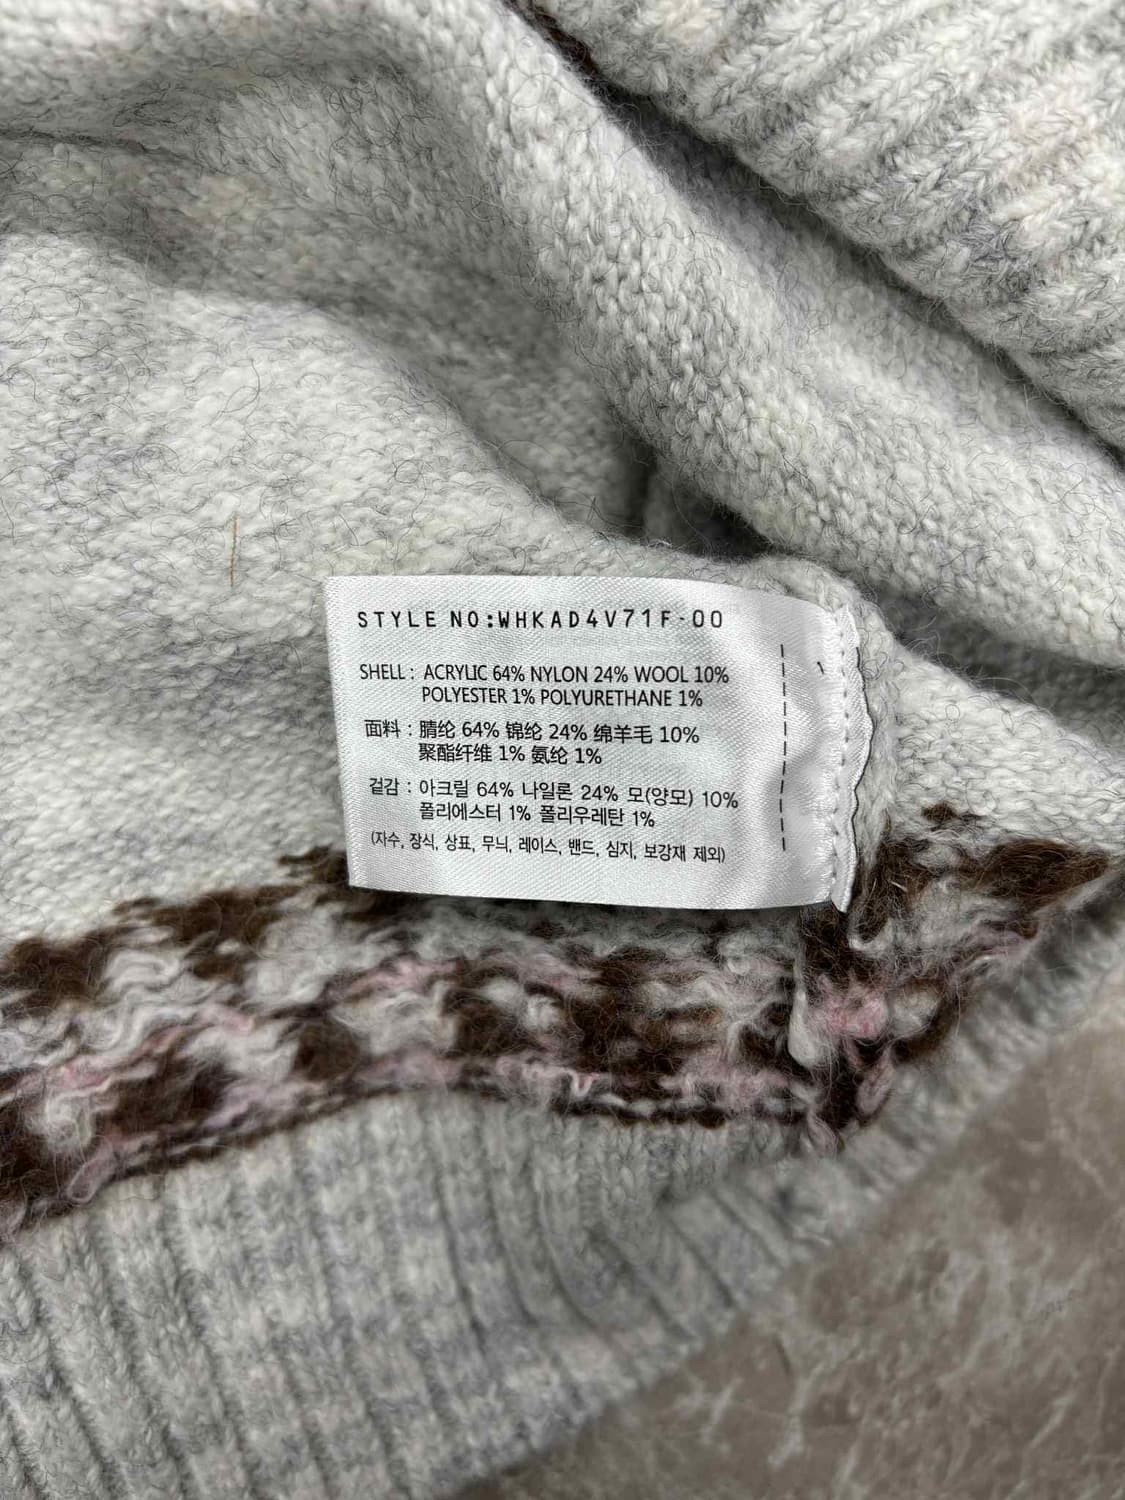 STYLE NO:WHKAD4V71F-00
SHELL : ACRYLIC 64% NYLON 24% WOOL 10%
POLYESTER 1% POLYURETHANE 1%
面料 : 腈纶 64% 锦纶 24% 绵羊毛 10%
聚酯纤维 1% 氨纶 1%
겉감 : 아크릴 64% 나일론 24% 모(양모) 10%
폴리에스터 1% 폴리우레탄 1%
(자수, 장식, 상표, 무늬, 레이스, 밴드, 심지, 보강재 제외)